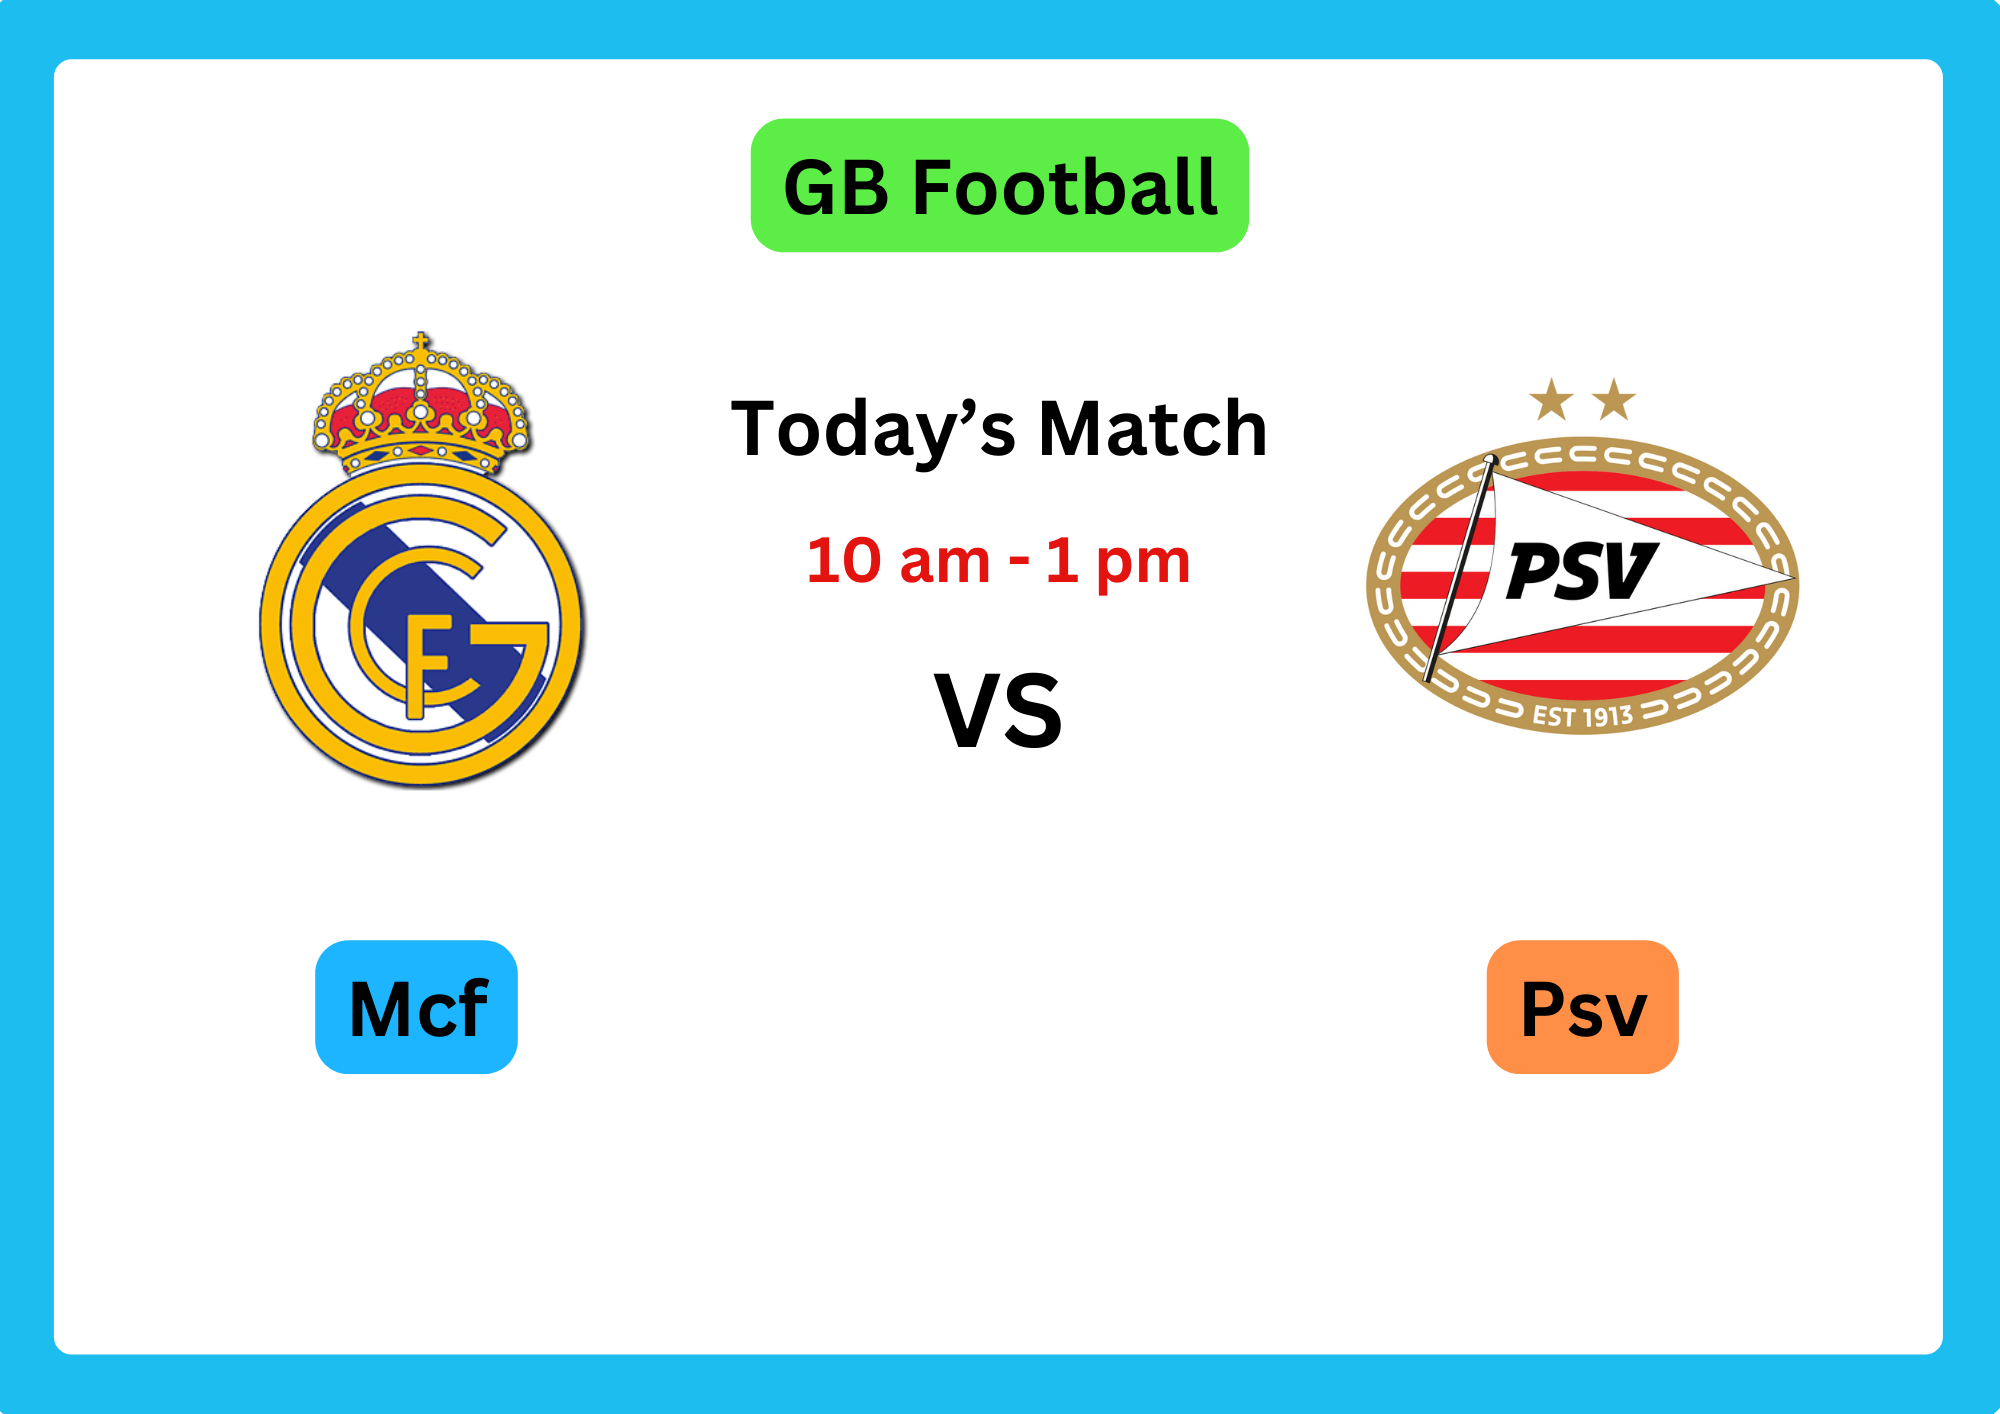 GB Football
Today’s Match
10 am - 1 pm
VS
PSV
EST 1913
Mcf
Psv